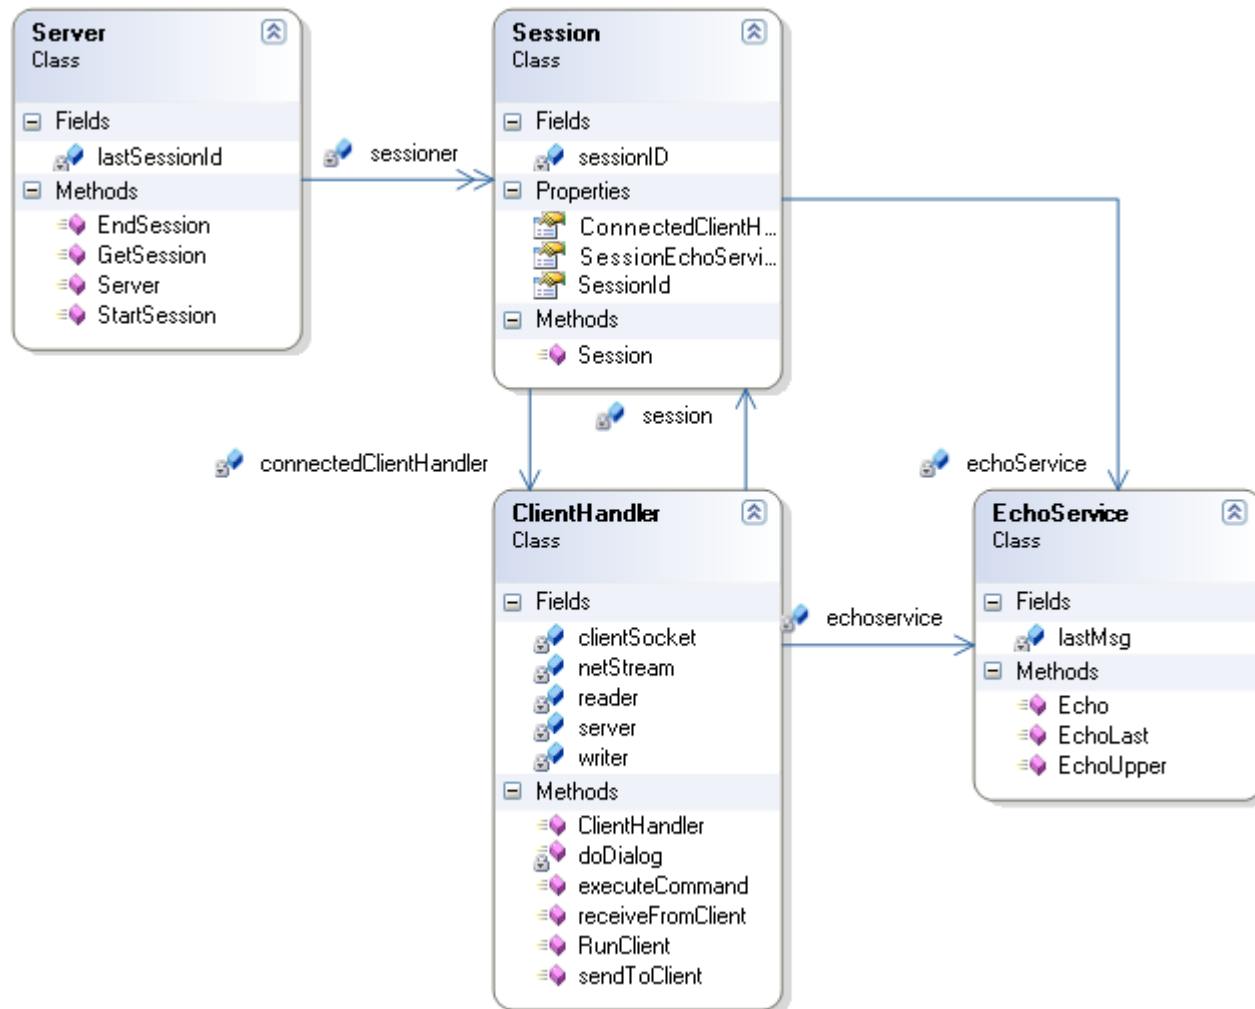 Server
Class
Fields
lastSessionId
Methods
EndSession
GetSession
Server
StartSession
sessioner
Session
Class
Fields
sessionID
Properties
ConnectedClientH...
SessionEchoServi...
SessionId
Methods
Session
session
connectedClientHandler
echoService
ClientHandler
Class
Fields
clientSocket
netStream
reader
server
writer
Methods
ClientHandler
doDialog
executeCommand
receiveFromClient
RunClient
sendToClient
echoservice
EchoService
Class
Fields
lastMsg
Methods
Echo
EchoLast
EchoUpper